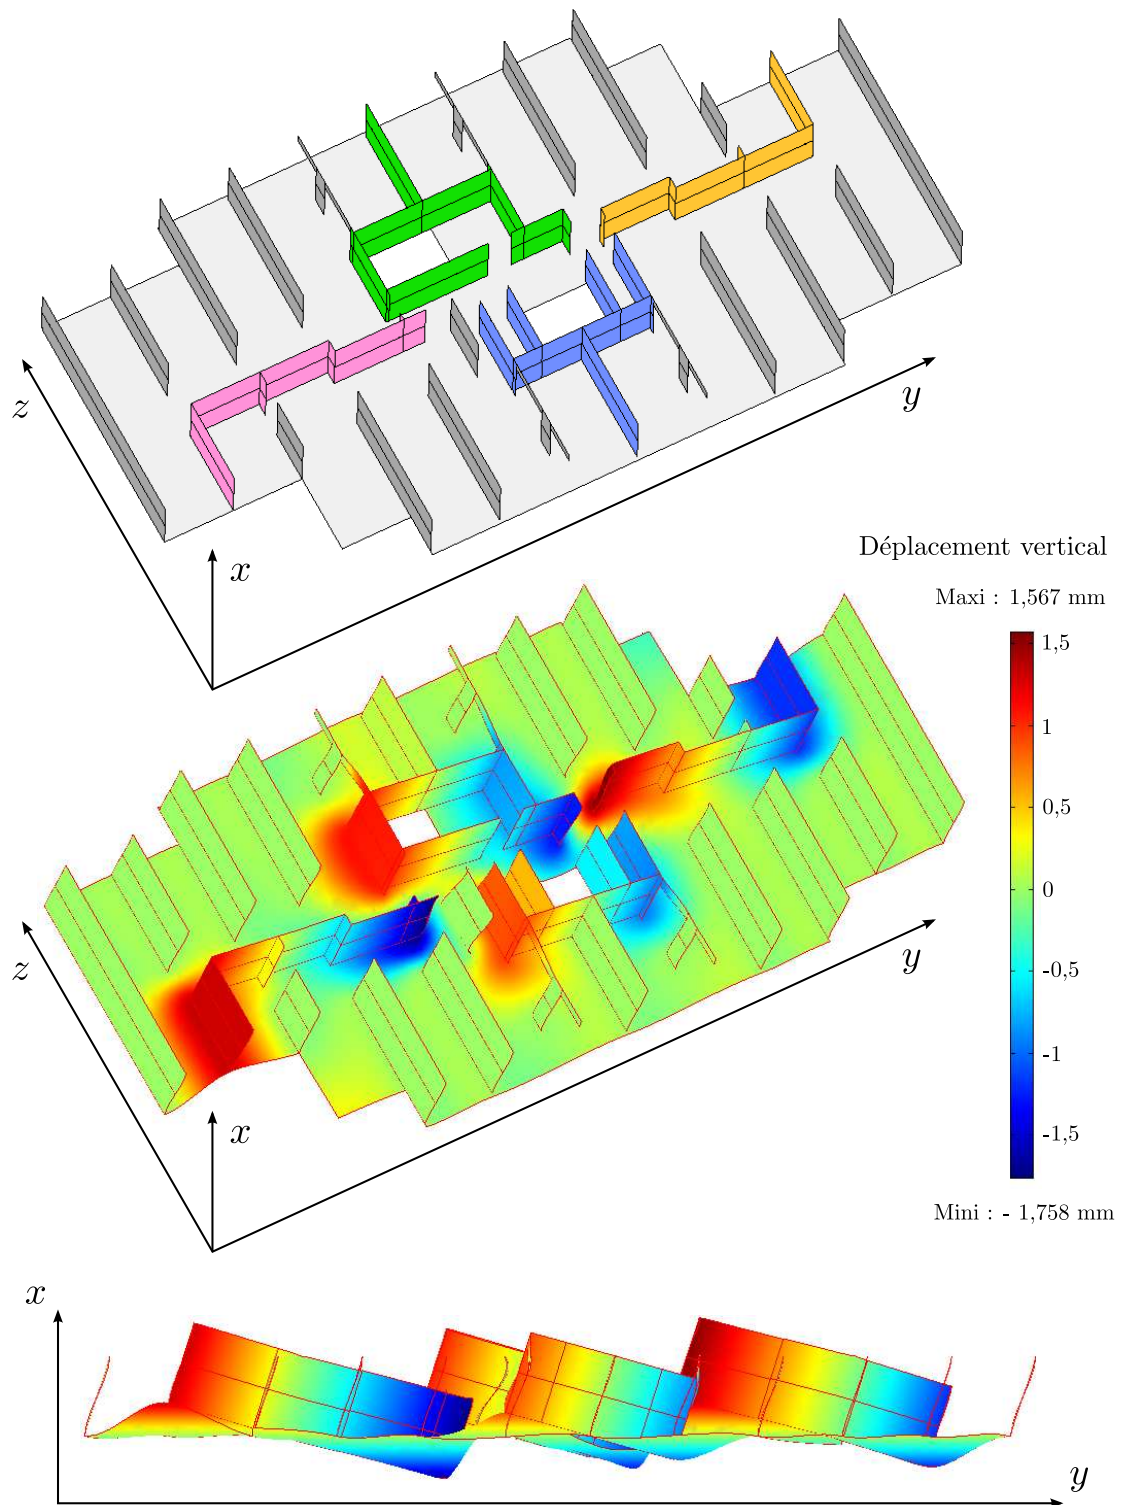 z
y
x
Déplacement vertical
Maxi : 1,567 mm
1,5
1
0,5
0
-0,5
-1
-1,5
Mini : - 1,758 mm
z
y
x
x
y